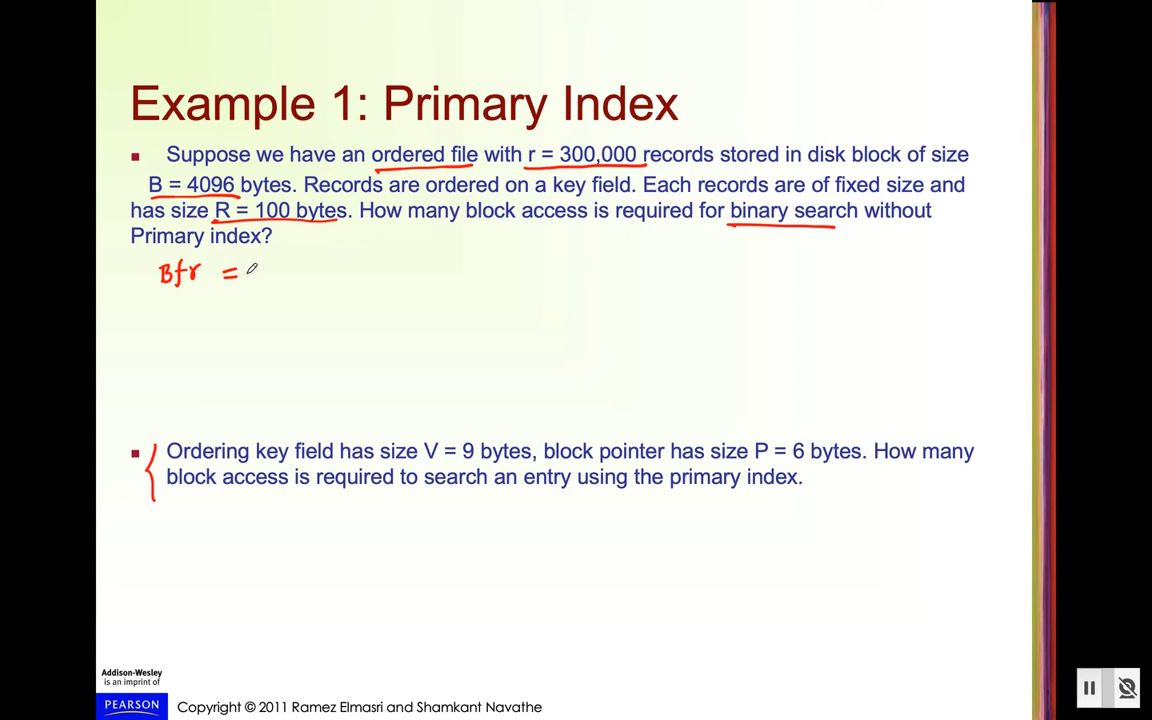 Example 1: Primary Index
Suppose we have an ordered file with r = 300,000 records stored in disk block of size
B = 4096 bytes. Records are ordered on a key field. Each records are of fixed size and
has size R = 100 bytes. How many block access is required for binary search without
Primary index?
Bfr =
Ordering key field has size V = 9 bytes, block pointer has size P = 6 bytes. How many
block access is required to search an entry using the primary index.
Addison-Wesley
is an imprint of
PEARSON
Copyright © 2011 Ramez Elmasri and Shamkant Navathe